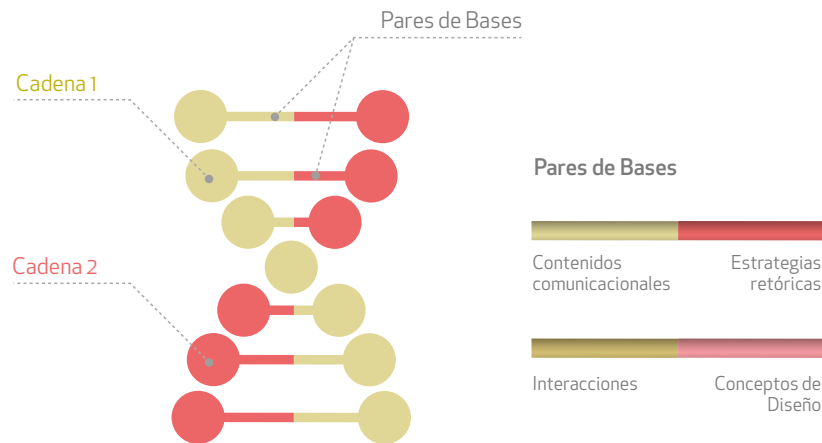 Pares de Bases
Cadena 1
Pares de Bases
Cadena 2
Contenidos
comunicacionales
Estrategias
retóricas
Interacciones
Conceptos de
Diseño